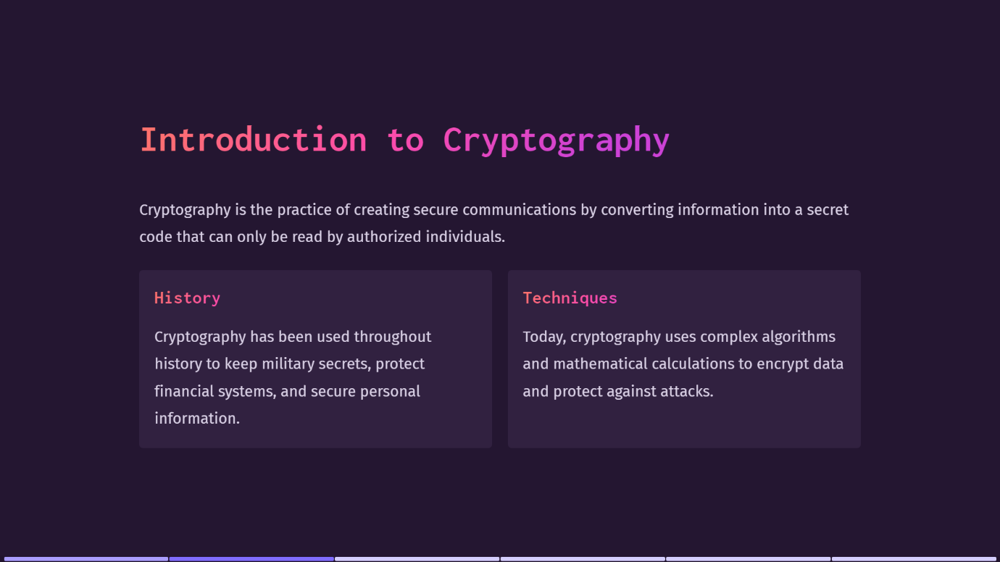 Introduction to Cryptography
Cryptography is the practice of creating secure communications by converting information into a secret
code that can only be read by authorized individuals.
History
Cryptography has been used throughout
history to keep military secrets, protect
financial systems, and secure personal
information.
Techniques
Today, cryptography uses complex algorithms
and mathematical calculations to encrypt data
and protect against attacks.